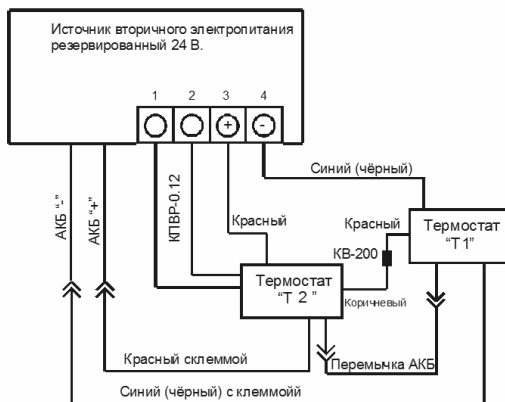 Источник вторичного электропитания
резервированный 24 В.
1 2 3 4
+ -
АКБ "-"
АКБ "+"
КПВР-0.12
Синий (чёрный)
Красный
Красный
Термостат
"Т1"
КВ-200
Термостат
"Т 2 "
Коричневый
Красный склеммой
Перемычка АКБ
Синий (чёрный) с клеммойй